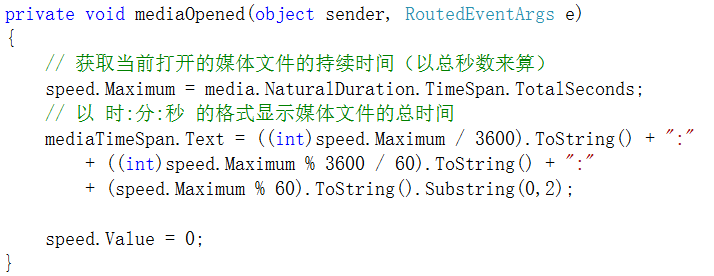 private void mediaOpened(object sender, RoutedEventArgs e)
{
// 获取当前打开的媒体文件的持续时间（以总秒数来算）
speed.Maximum = media.NaturalDuration.TimeSpan.TotalSeconds;
// 以 时:分:秒 的格式显示媒体文件的总时间
mediaTimeSpan.Text = ((int)speed.Maximum / 3600).ToString() + ":"
+ ((int)speed.Maximum % 3600 / 60).ToString() + ":"
+ (speed.Maximum % 60).ToString().Substring(0,2);
speed.Value = 0;
}